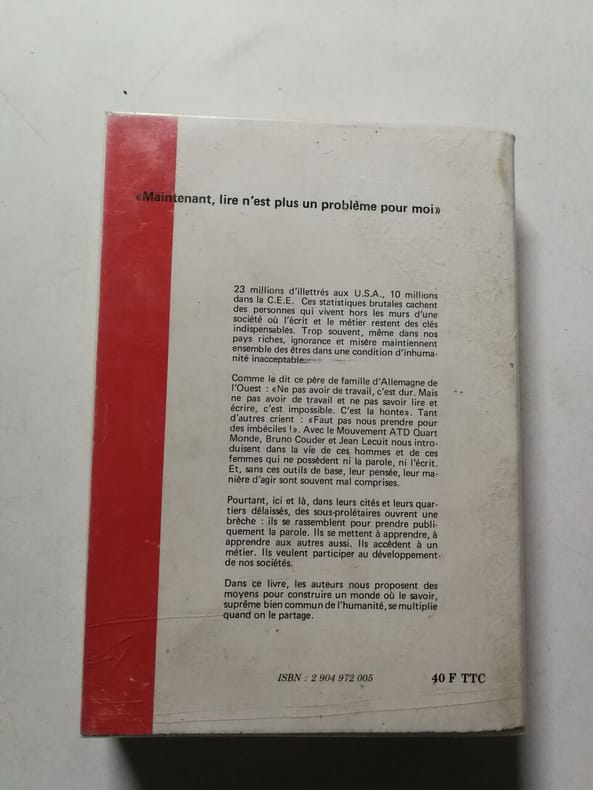 «Maintenant, lire n'est plus un problème pour moi»
23 millions d'illettrés aux U.S.A., 10 millions
dans la C.E.E. Ces statistiques brutales cachent
des personnes qui vivent hors les murs d'une
société où l'écrit et le métier restent des clés
indispensables. Trop souvent, même dans nos
pays riches, ignorance et misère maintiennent
ensemble des êtres dans une condition d'inhuma-
nité inacceptable.
Comme le dit ce père de famille d'Allemagne de
l'Ouest : «Ne pas avoir de travail, c'est dur. Mais
ne pas avoir de travail et ne pas savoir lire et
écrire, c'est impossible. C'est la honte». Tant
d'autres crient : «Faut pas nous prendre pour
des imbéciles !». Avec le Mouvement ATD Quart
Monde, Bruno Couder et Jean Lecuit nous intro-
duisent dans la vie de ces hommes et de ces
femmes qui ne possèdent ni la parole, ni l'écrit.
Et, sans ces outils de base, leur pensée, leur ma-
nière d'agir sont souvent mal comprises.
Pourtant, ici et là, dans leurs cités et leurs quar-
tiers délaissés, des sous-prolétaires ouvrent une
brèche : ils se rassemblent pour prendre publi-
quement la parole. Ils se mettent à apprendre, à
apprendre aux autres aussi. Ils accèdent à un
métier. Ils veulent participer au développement
de nos sociétés.
Dans ce livre, les auteurs nous proposent des
moyens pour construire un monde où le savoir,
suprême bien commun de l'humanité, se multiplie
quand on le partage.
ISBN : 2 904 972 005
40 F TTC